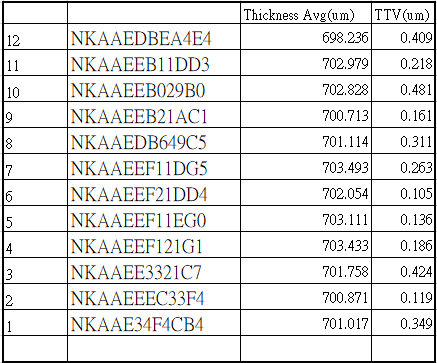 Thickness Avg(um) TTV(um)
12 NKAAEDBEA4E4 698.236 0.409
11 NKAAEEB11DD3 702.979 0.218
10 NKAAEEB029B0 702.828 0.481
9 NKAAEEB21AC1 700.713 0.161
8 NKAAEDB649C5 701.114 0.311
7 NKAAEEF11DG5 703.493 0.263
6 NKAAEEF21DD4 702.054 0.105
5 NKAAEEF11EG0 703.111 0.136
4 NKAAEEF121G1 703.433 0.186
3 NKAAEE3321C7 701.758 0.424
2 NKAAEEEC33F4 700.871 0.119
1 NKAAE34F4CB4 701.017 0.349